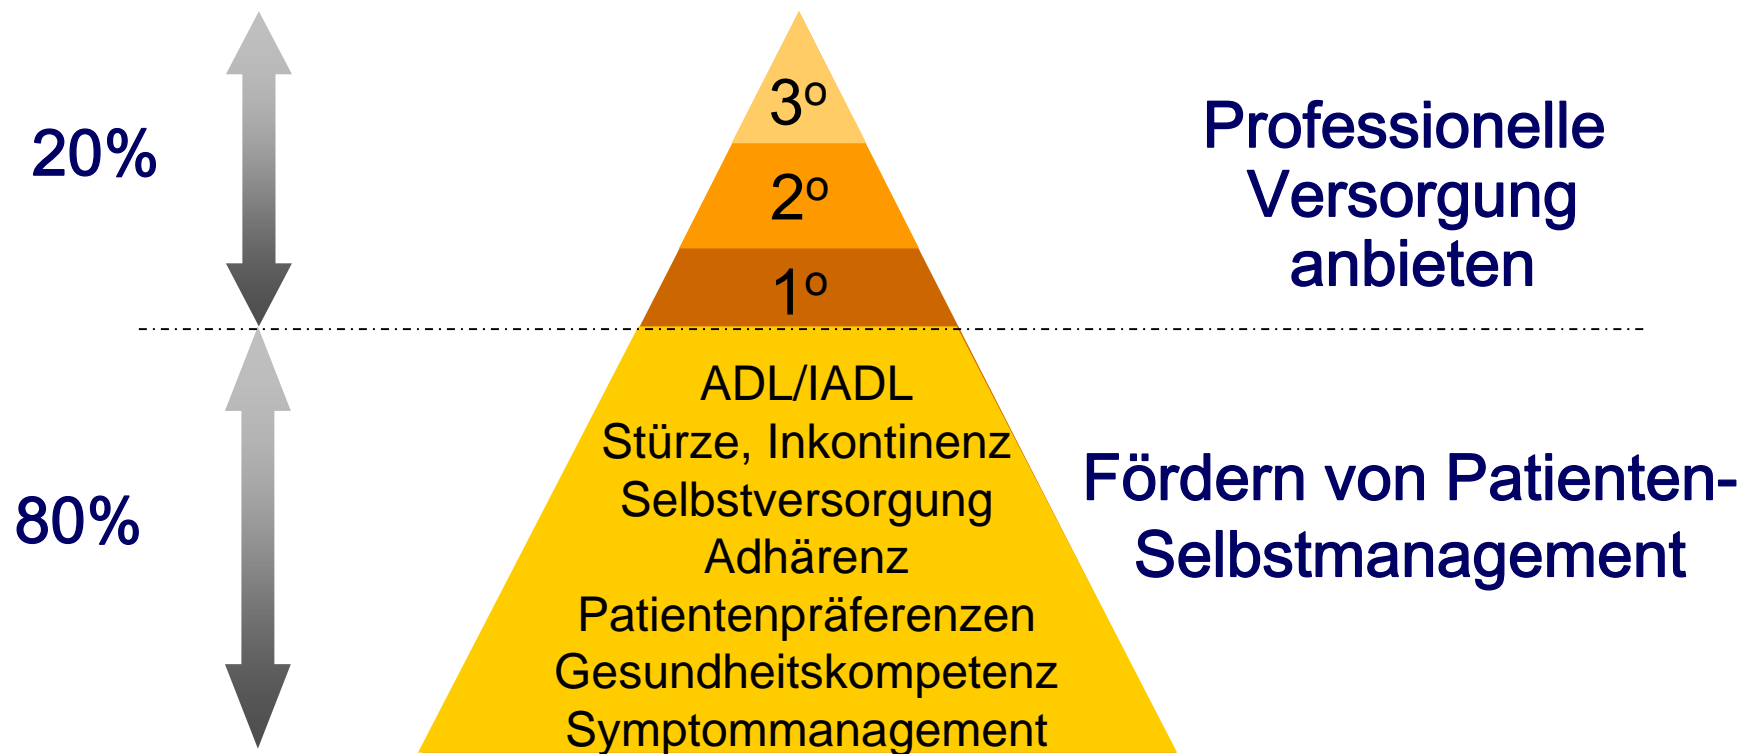 20%
3º
2º
1º
Professionelle
Versorgung
anbieten
80%
ADL/IADL
Stürze, Inkontinenz
Selbstversorgung
Adhärenz
Patientenpräferenzen
Gesundheitskompetenz
Symptommanagement
Fördern von Patienten-
Selbstmanagement